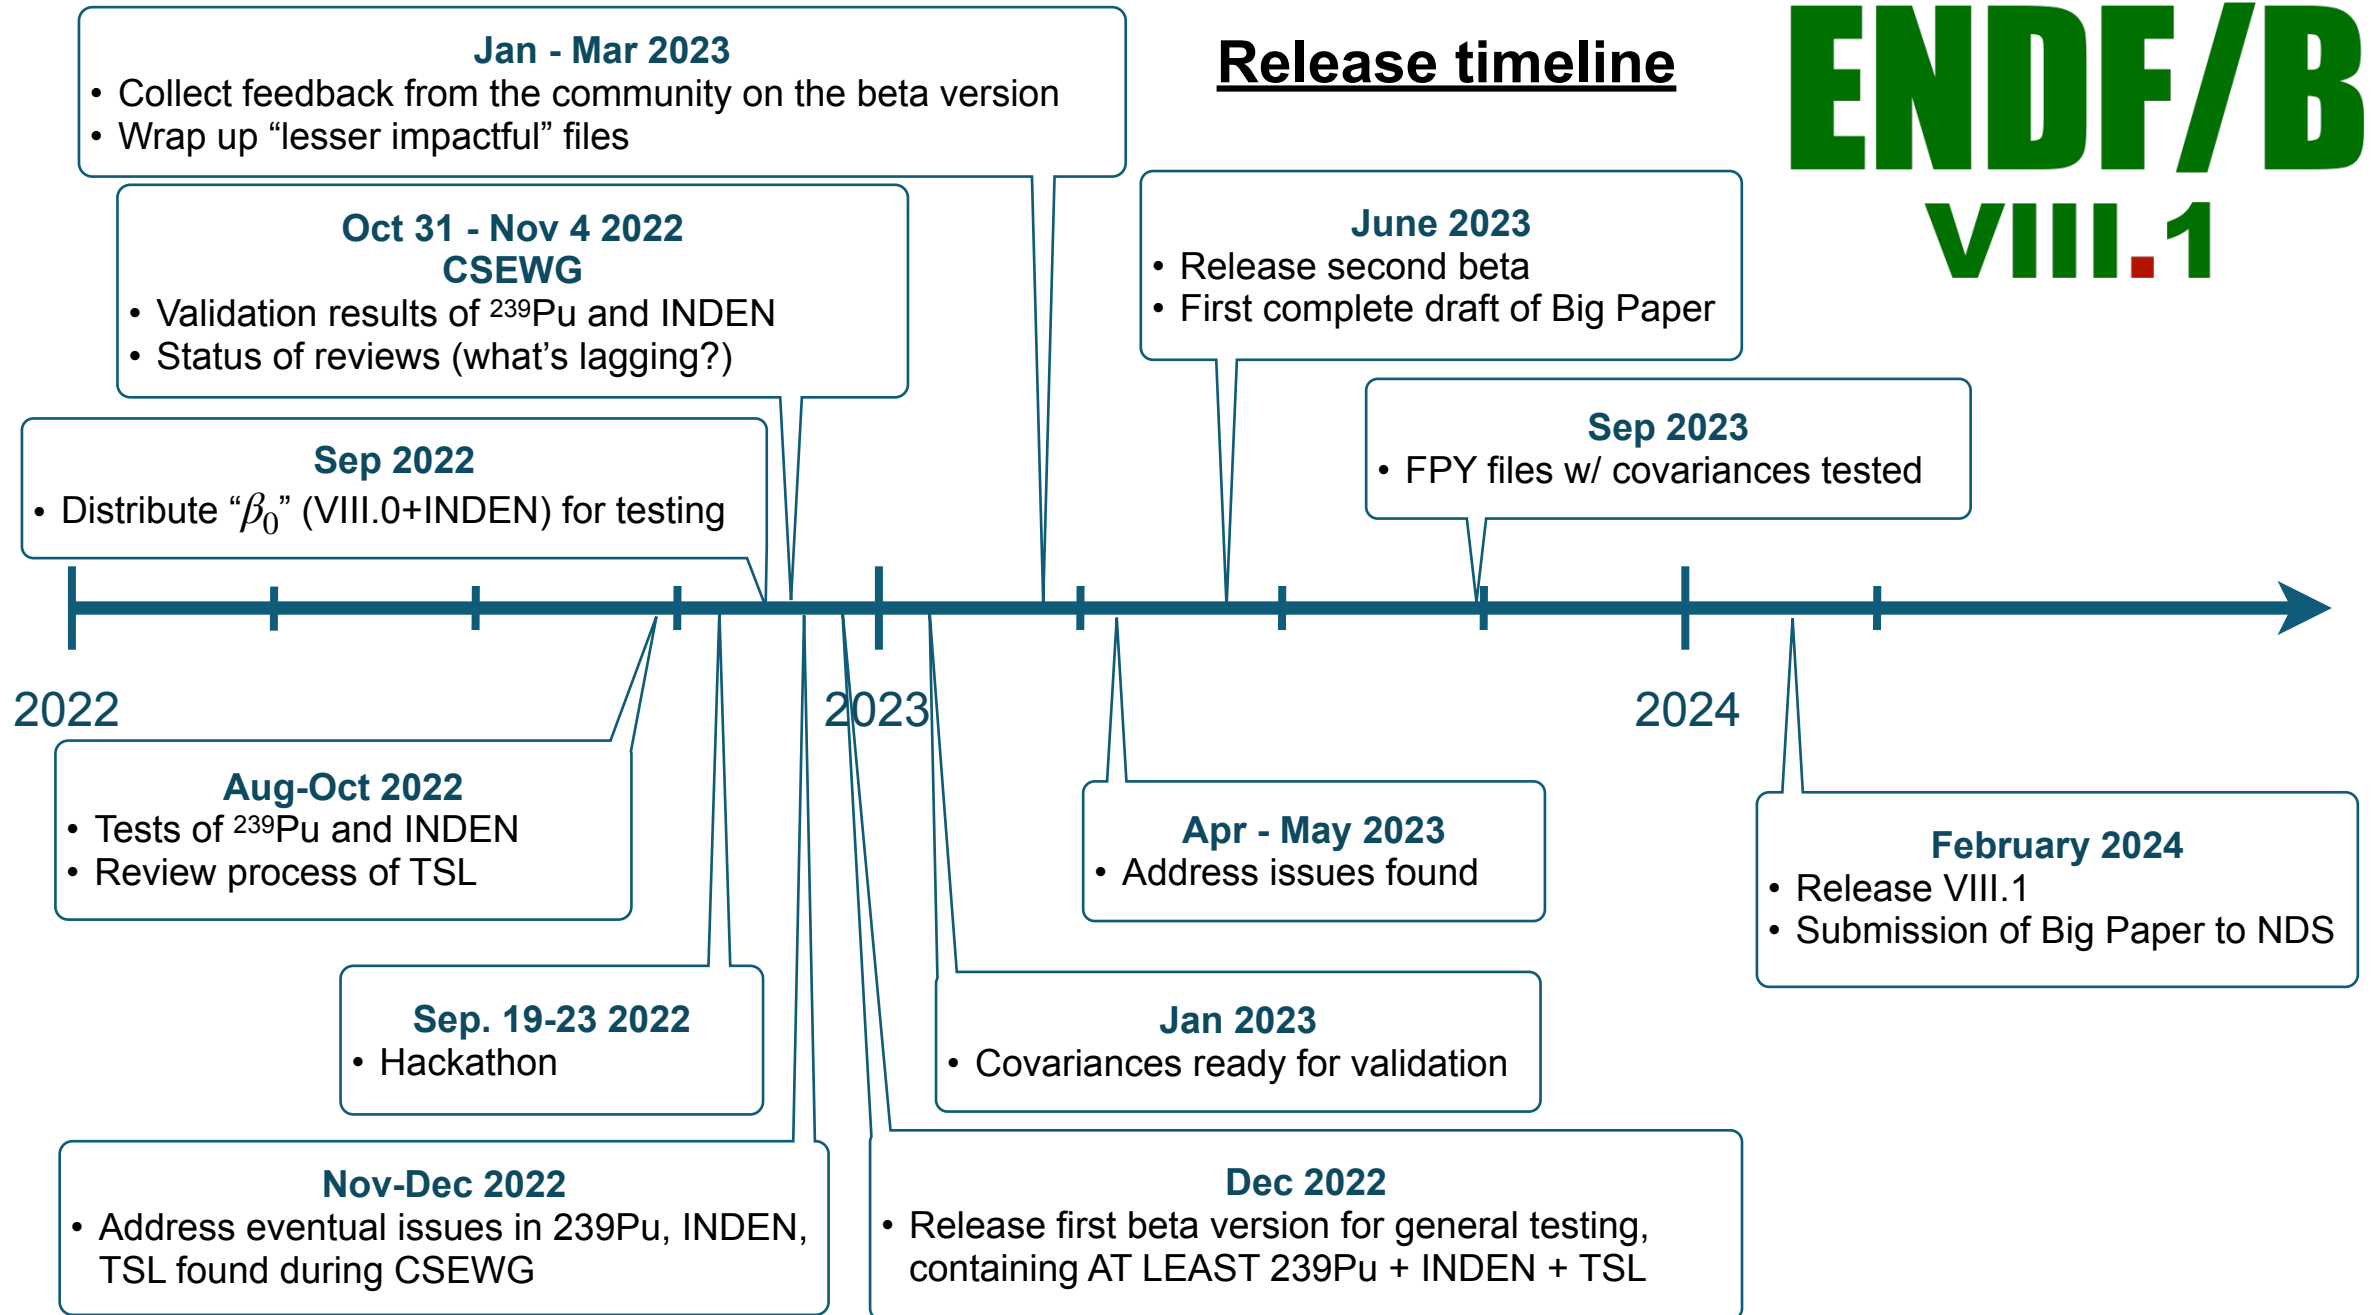 Release timeline
ENDF/B
VIII.1
Jan - Mar 2023
• Collect feedback from the community on the beta version
• Wrap up “lesser impactful” files
Oct 31 - Nov 4 2022
CSEWG
• Validation results of ²³⁹Pu and INDEN
• Status of reviews (what’s lagging?)
June 2023
• Release second beta
• First complete draft of Big Paper
Sep 2022
• Distribute “β₀” (VIII.0+INDEN) for testing
Sep 2023
• FPY files w/ covariances tested
2022
2023
2024
Aug-Oct 2022
• Tests of ²³⁹Pu and INDEN
• Review process of TSL
Apr - May 2023
• Address issues found
February 2024
• Release VIII.1
• Submission of Big Paper to NDS
Sep. 19-23 2022
• Hackathon
Jan 2023
• Covariances ready for validation
Nov-Dec 2022
• Address eventual issues in 239Pu, INDEN,
TSL found during CSEWG
Dec 2022
• Release first beta version for general testing,
containing AT LEAST 239Pu + INDEN + TSL